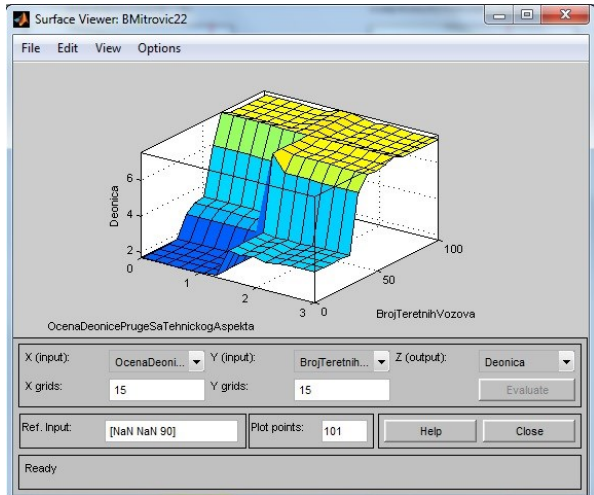 Surface Viewer: BMitrovic22
File Edit View Options
6
4
2
Deonica
0
1
2
3
0
50
100
OcenaDeonicePrugeSaTehnickogAspekta
BrojTeretnihVozova
X (input): OcenaDeoni... Y (input): BrojTeretnih... Z (output): Deonica
X grids: 15 Y grids: 15 Evaluate
Ref. Input: [NaN NaN 90] Plot points: 101 Help Close
Ready